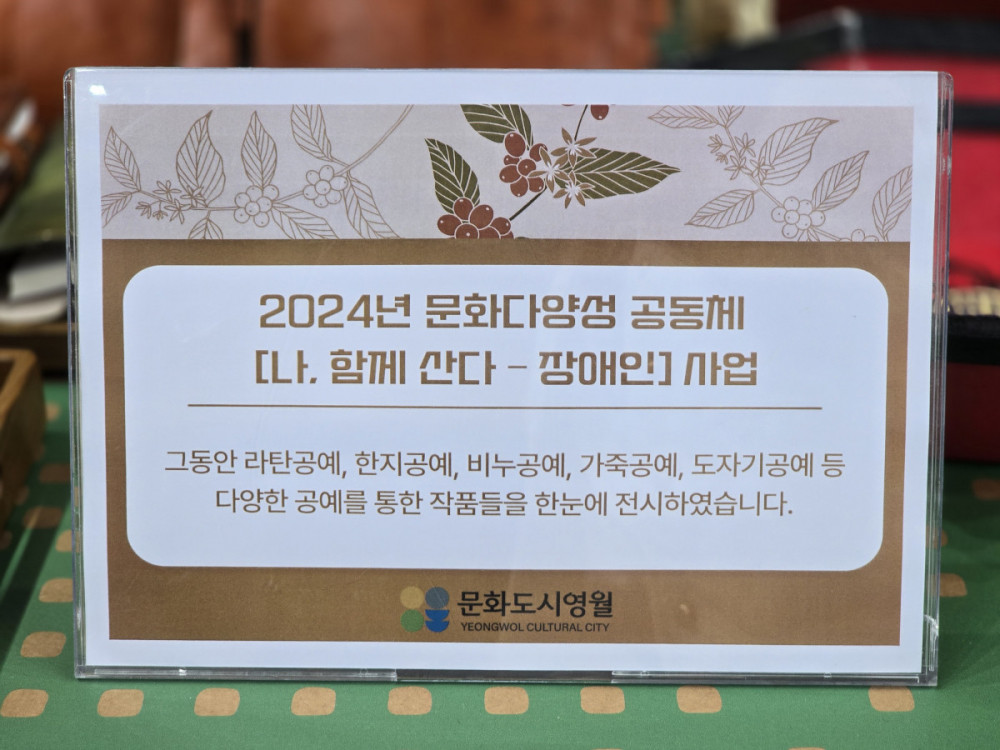 2024년 문화다양성 공동체
[나, 함께 산다 - 장애인] 사업
그동안 라탄공예, 한지공예, 비누공예, 가죽공예, 도자기공예 등
다양한 공예를 통한 작품들을 한눈에 전시하였습니다.
문화도시영월
YEONGWOL CULTURAL CITY